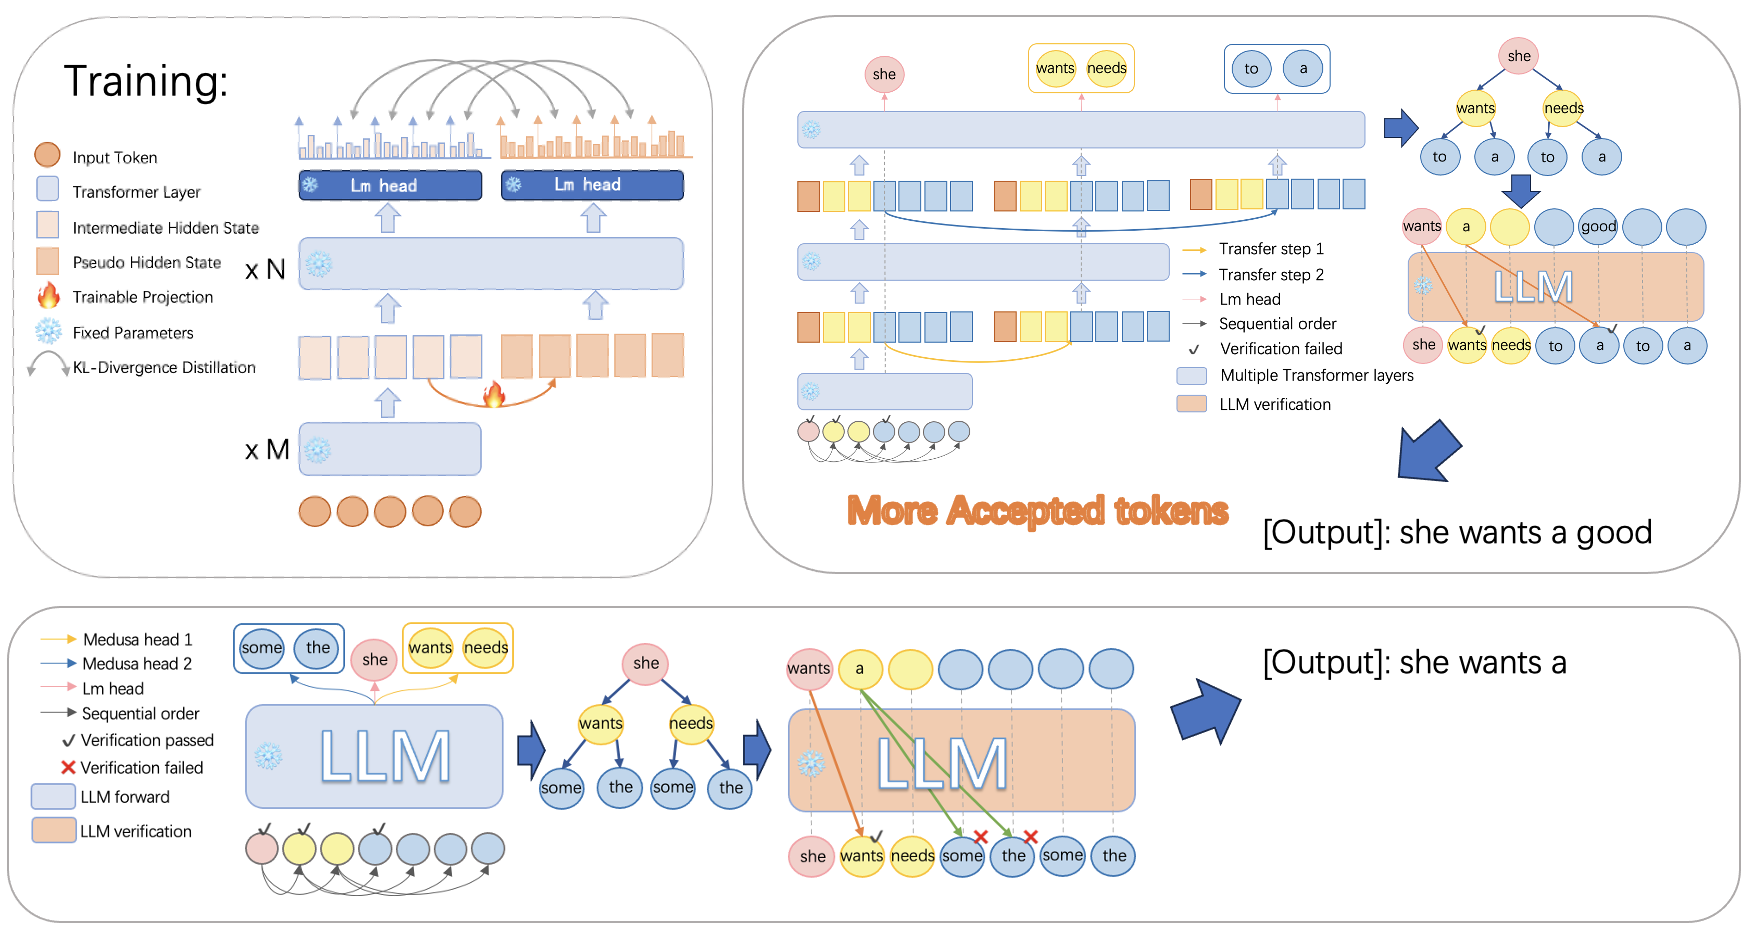 Training:
Input Token
Transformer Layer
Intermediate Hidden State
Pseudo Hidden State
Trainable Projection
Fixed Parameters
KL-Divergence Distillation
Lm head Lm head
x N
x M
she wants needs to a
Transfer step 1
Transfer step 2
Lm head
Sequential order
Verification failed
Multiple Transformer layers
LLM verification
More Accepted tokens
she
wants needs
to a to a
wants a good
LLM
she wants needs to a to a
[Output]: she wants a good
Medusa head 1
Medusa head 2
Lm head
Sequential order
Verification passed
Verification failed
LLM forward
LLM verification
some the she wants needs
LLM
she
wants needs
some the some the
wants a
LLM
she wants needs some the some the
[Output]: she wants a